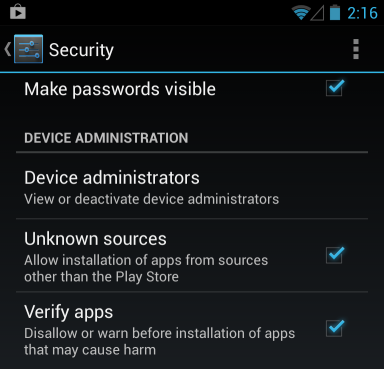 2:16
Security
Make passwords visible
DEVICE ADMINISTRATION
Device administrators
View or deactivate device administrators
Unknown sources
Allow installation of apps from sources
other than the Play Store
Verify apps
Disallow or warn before installation of apps
that may cause harm